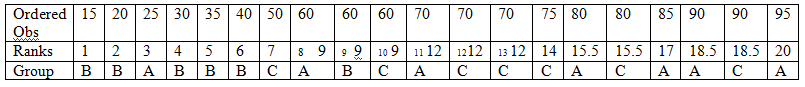 Ordered Obs 15 20 25 30 35 40 50 60 60 60 70 70 70 75 80 80 85 90 90 95
Ranks 1 2 3 4 5 6 7 8 9 9 9 10 9 11 12 12 12 13 12 14 15.5 15.5 17 18.5 18.5 20
Group B B A B B B C A B C A C C C A C A A C A